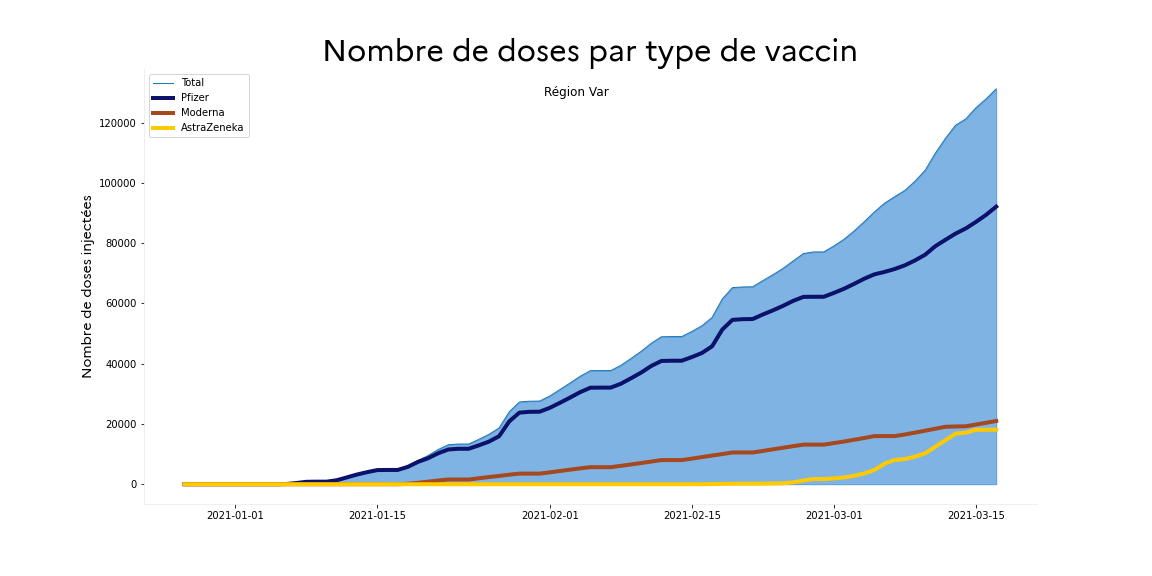 Nombre de doses par type de vaccin
Région Var
Total
Pfizer
Moderna
AstraZeneka
Nombre de doses injectées
120000
100000
80000
60000
40000
20000
0
2021-01-01
2021-01-15
2021-02-01
2021-02-15
2021-03-01
2021-03-15